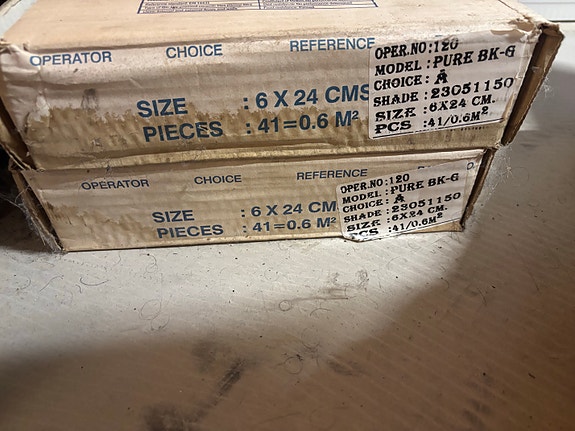 OPERATOR CHOICE REFERENCE
SIZE : 6 X 24 CMS
PIECES : 41=0.6 M²
OPER.NO:120
MODEL:PURE BK-G
CHOICE: A
SHADE:23051150
SIZE :6X24 CM.
PCS :41/0.6M²
OPERATOR CHOICE REFERENCE
SIZE : 6 X 24 CM
PIECES : 41=0.6 M²
OPER.NO:120
MODEL :PURE BK-G
CHOICE: A
SHADE :23051150
SIZE :6X24 CM.
PCS :41/0.6M²